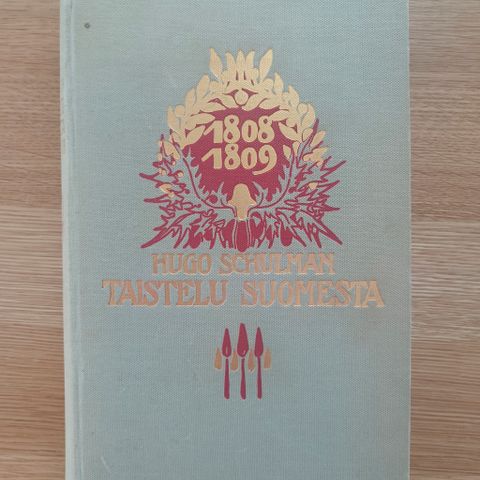 1808
1809
HUGO SCHULMAN
TAISTELU SUOMESTA